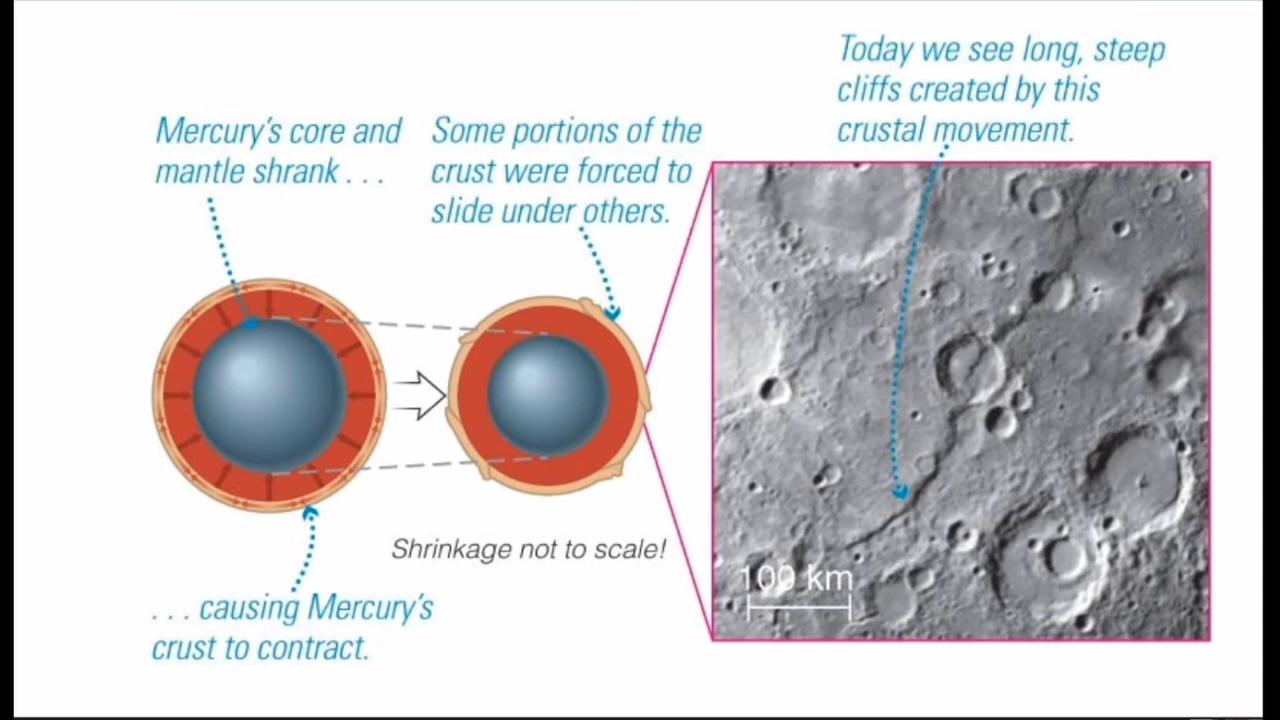 Mercury's core and
mantle shrank . . .
Some portions of the
crust were forced to
slide under others.
Today we see long, steep
cliffs created by this
crustal movement.
Shrinkage not to scale!
. . . causing Mercury's
crust to contract.
100 km